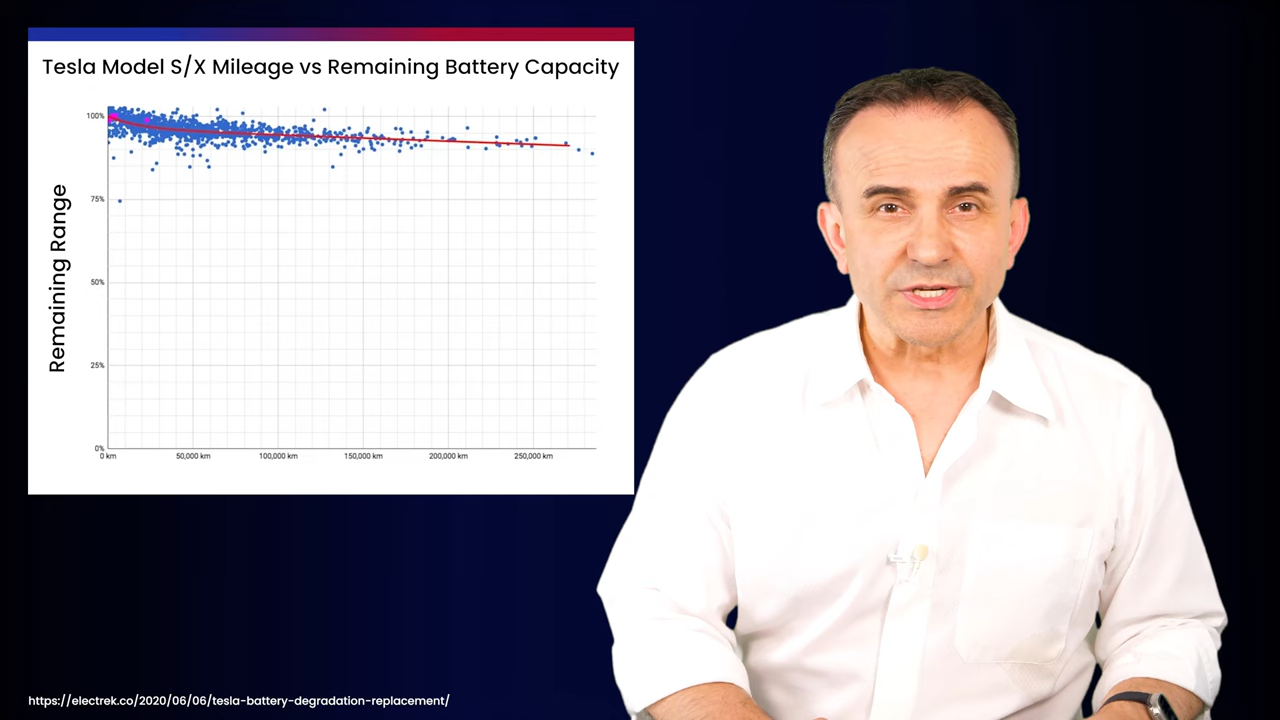 Tesla Model S/X Mileage vs Remaining Battery Capacity
Remaining Range
100%
75%
50%
25%
0%
0 km
50,000 km
100,000 km
150,000 km
200,000 km
250,000 km
https://electrek.co/2020/06/06/tesla-battery-degradation-replacement/